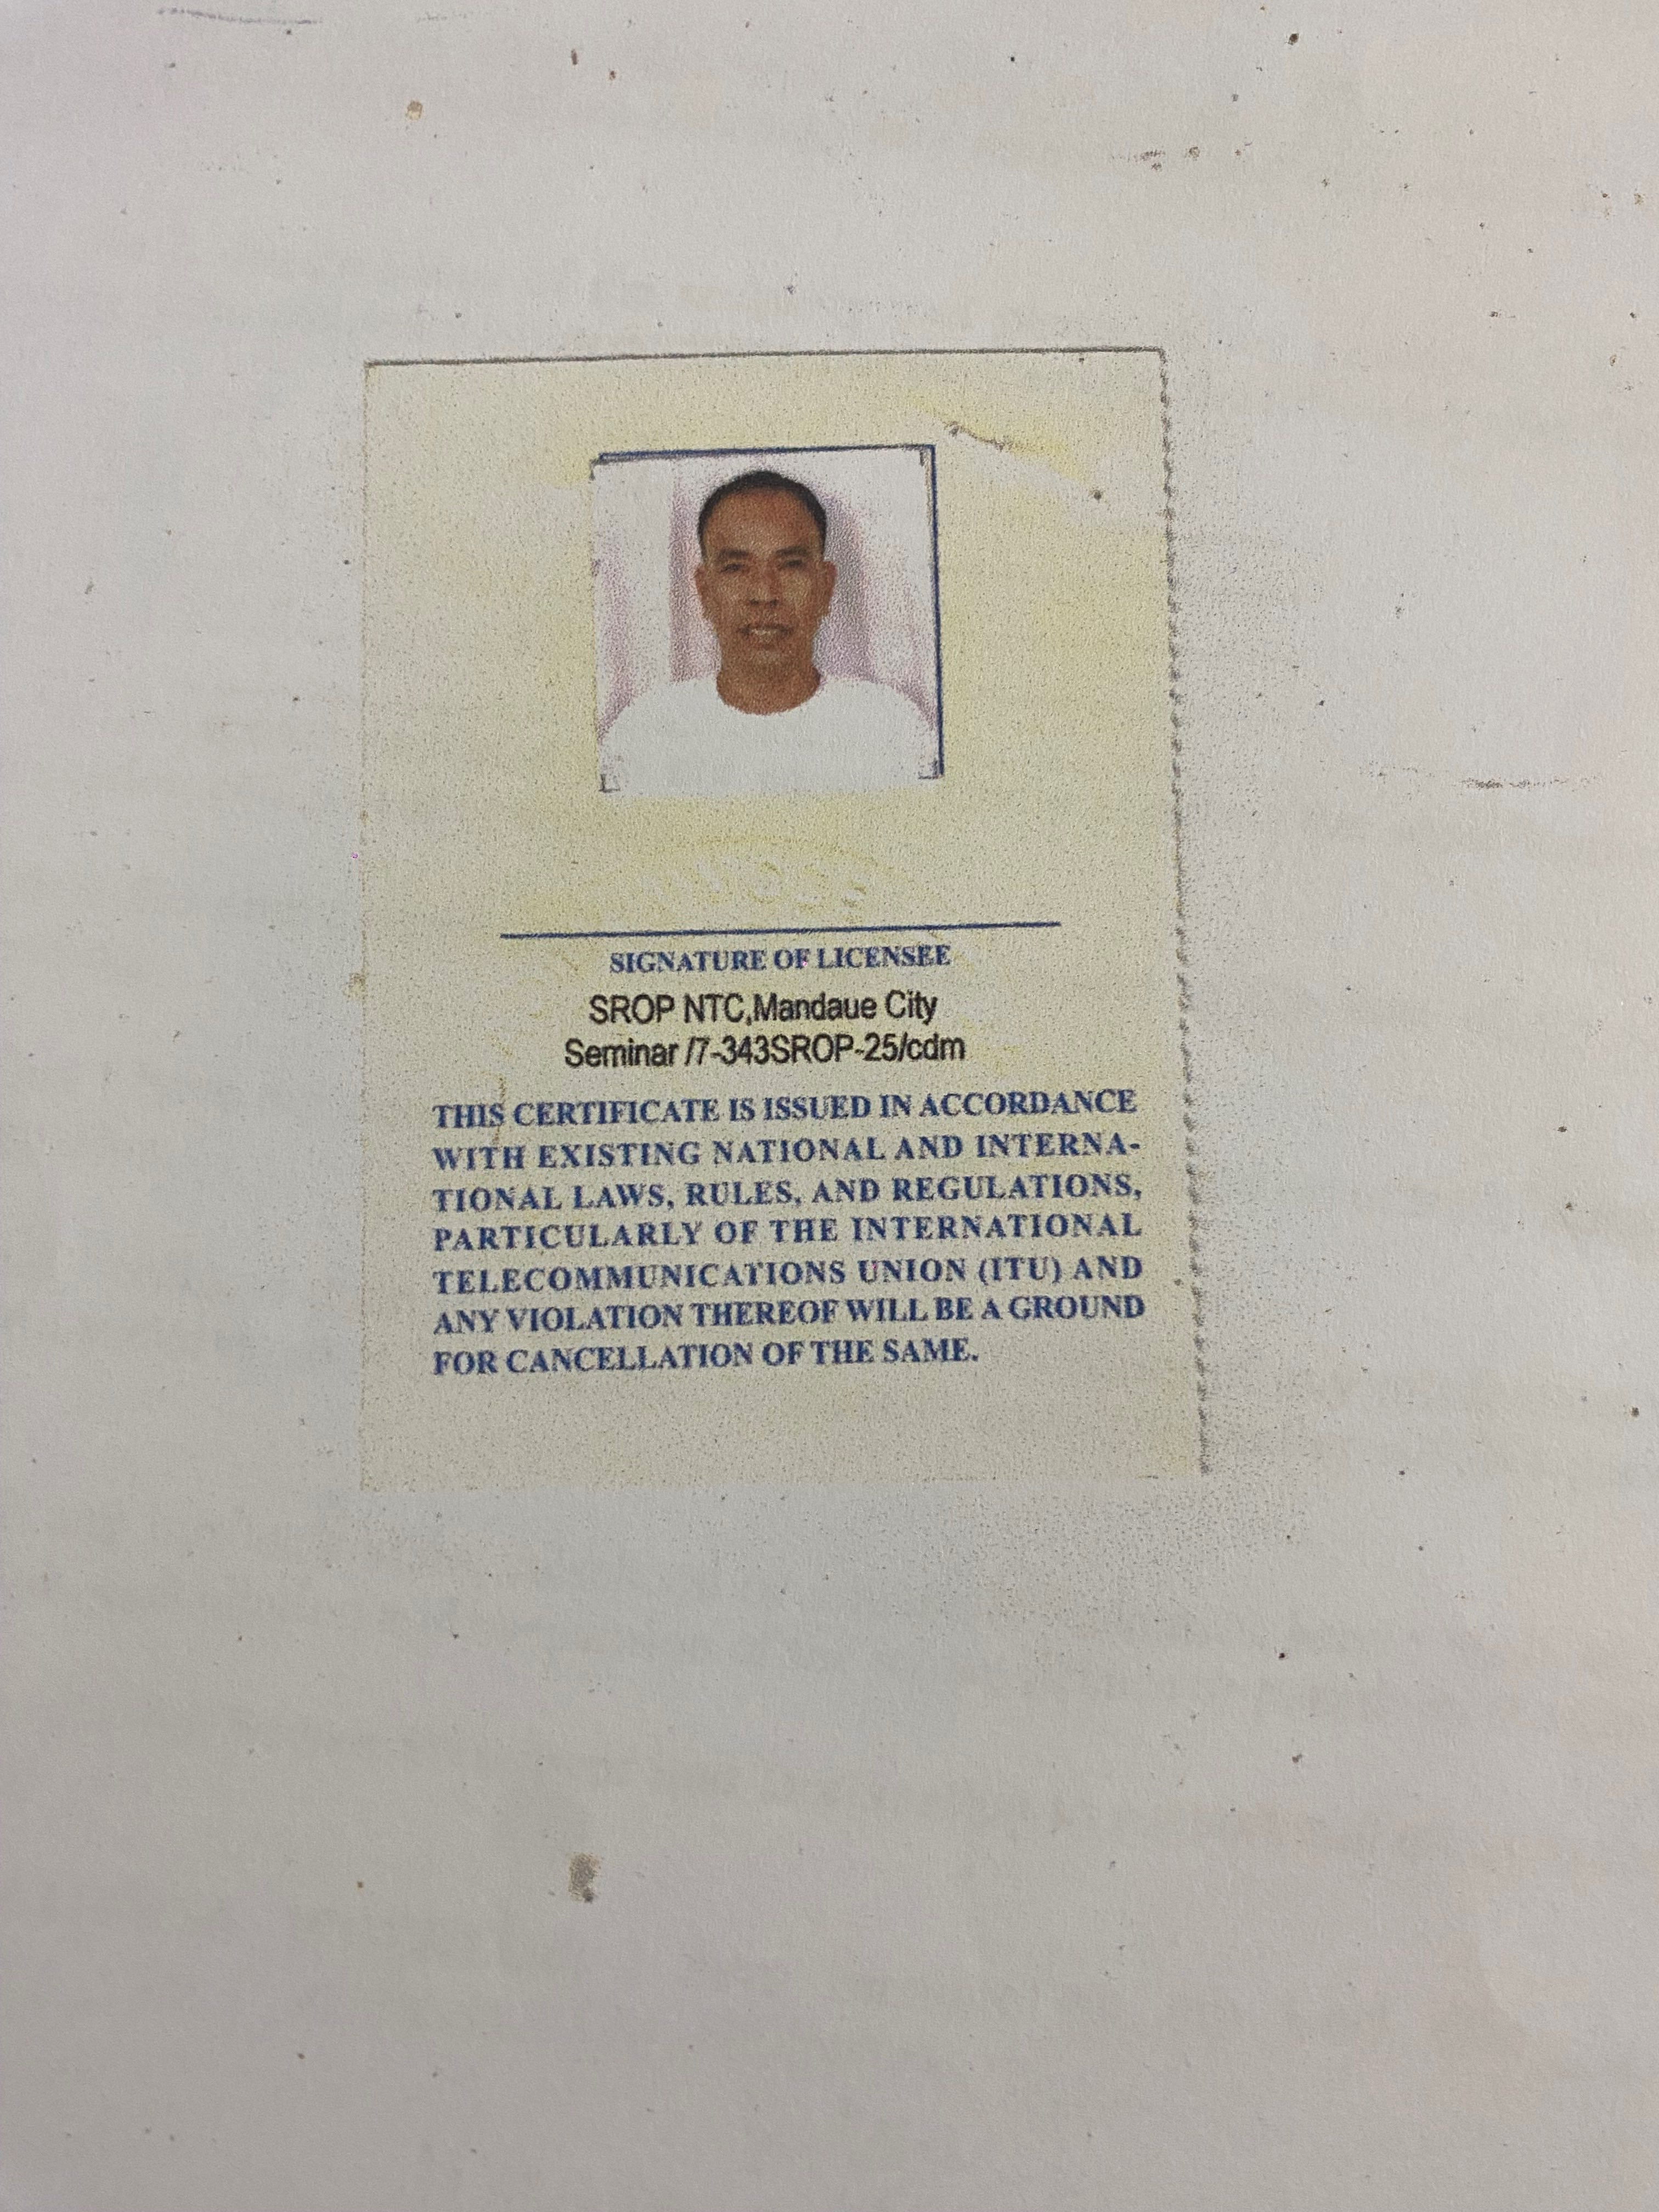 SIGNATURE OF LICENSEE
SROP NTC,Mandaue City
Seminar /7-343SROP-25/cdm
THIS CERTIFICATE IS ISSUED IN ACCORDANCE
WITH EXISTING NATIONAL AND INTERNA-
TIONAL LAWS, RULES, AND REGULATIONS,
PARTICULARLY OF THE INTERNATIONAL
TELECOMMUNICATIONS UNION (ITU) AND
ANY VIOLATION THEREOF WILL BE A GROUND
FOR CANCELLATION OF THE SAME.